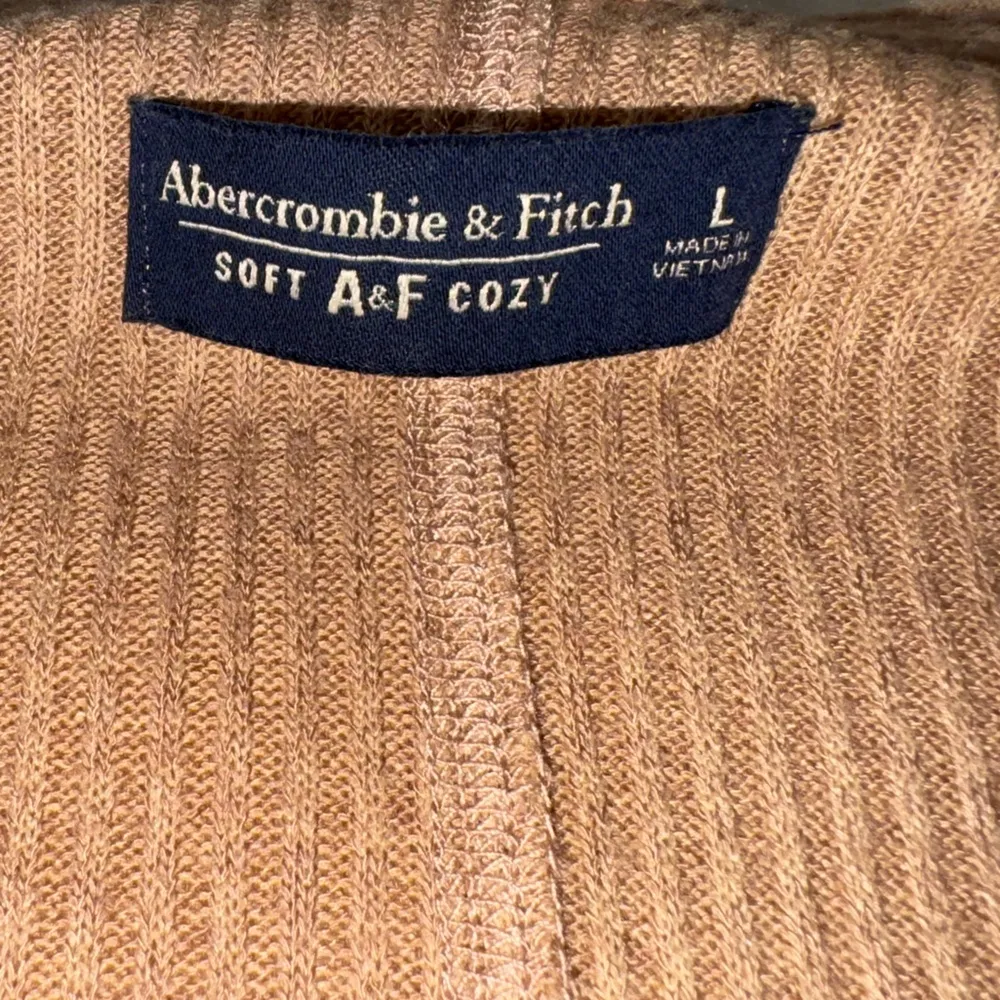 Abercrombie & Fitch
SOFT A&F COZY
L
MADE IN
VIETNAM